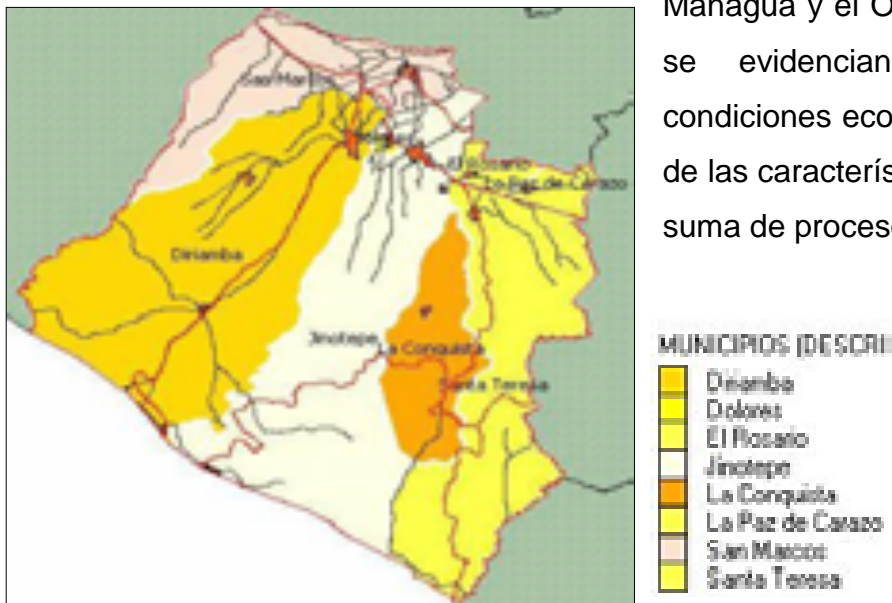 Managua y el O
se evidencian
condiciones eco
de las caracterís
suma de proceso
San Marcos
El Rosario
La Paz de Carazo
Diriamba
Jinotepe
La Conquista
Santa Teresa
MUNICIPIOS (DESCRI
Diriamba
Dolores
El Rosario
Jinotepe
La Conquista
La Paz de Carazo
San Marcos
Santa Teresa